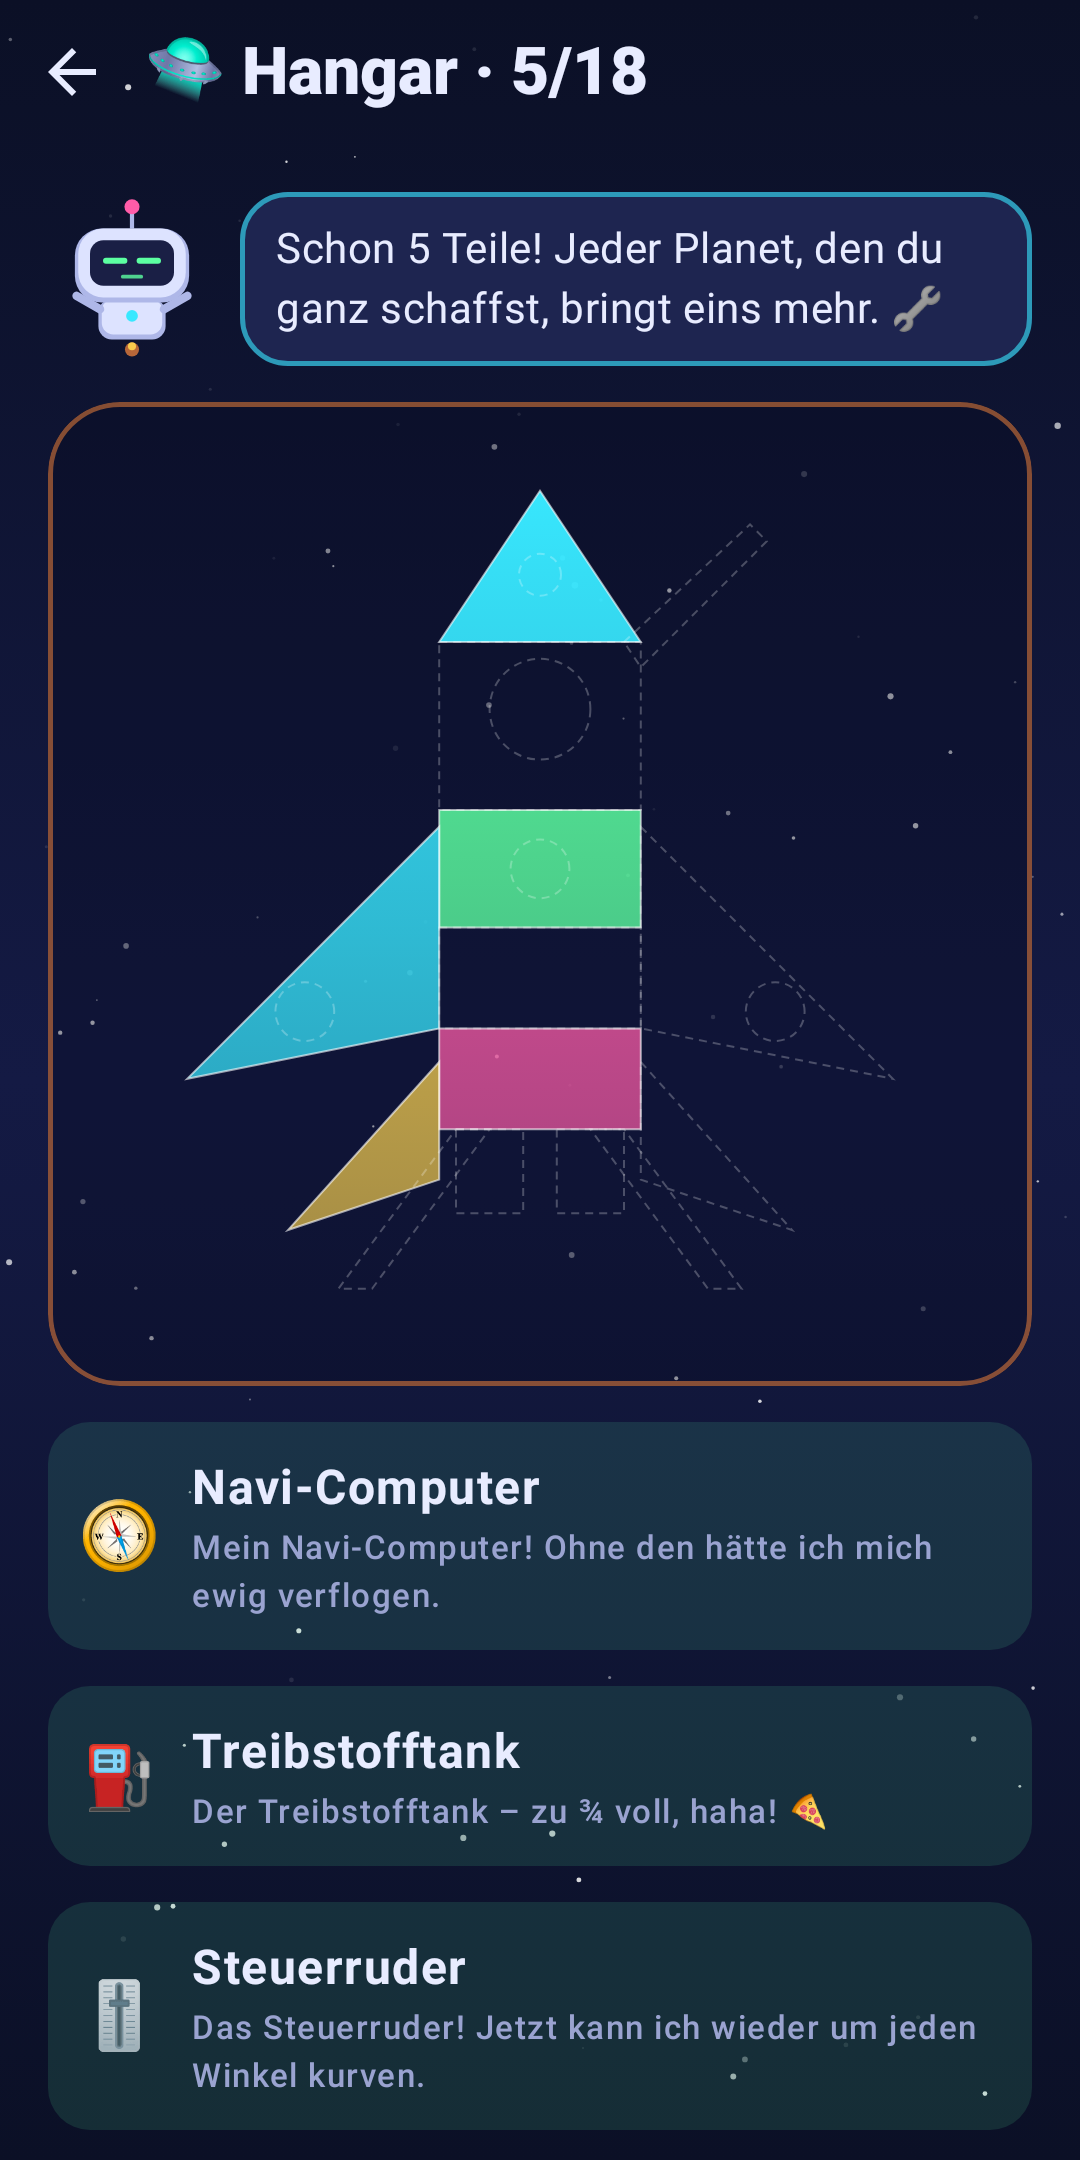 Hangar · 5/18
Schon 5 Teile! Jeder Planet, den du
ganz schaffst, bringt eins mehr. 🔧
N
W E
S
Navi-Computer
Mein Navi-Computer! Ohne den hätte ich mich
ewig verflogen.
Treibstofftank
Der Treibstofftank – zu ¾ voll, haha! 🍕
Steuerruder
Das Steuerruder! Jetzt kann ich wieder um jeden
Winkel kurven.